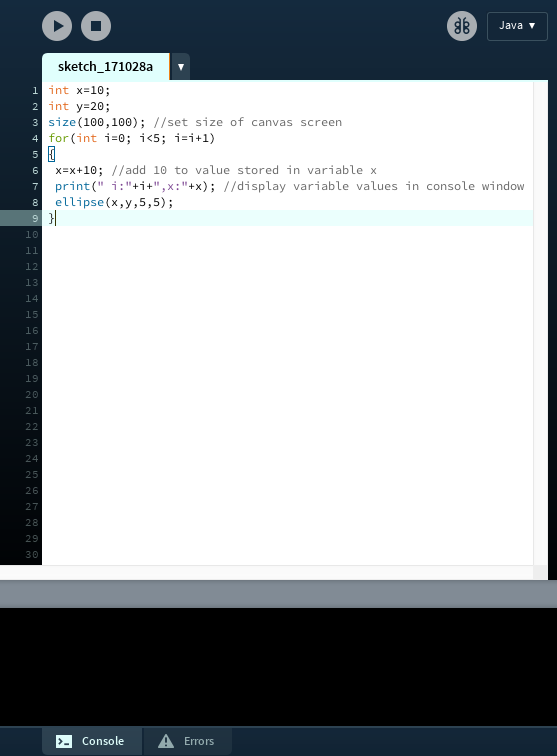 Java ▼
sketch_171028a ▼
1 int x=10;
2 int y=20;
3 size(100,100); //set size of canvas screen
4 for(int i=0; i<5; i=i+1)
5 {
6 x=x+10; //add 10 to value stored in variable x
7 print(" i:"+i+",x:"+x); //display variable values in console window
8 ellipse(x,y,5,5);
9 }
10
11
12
13
14
15
16
17
18
19
20
21
22
23
24
25
26
27
28
29
30
Console Errors